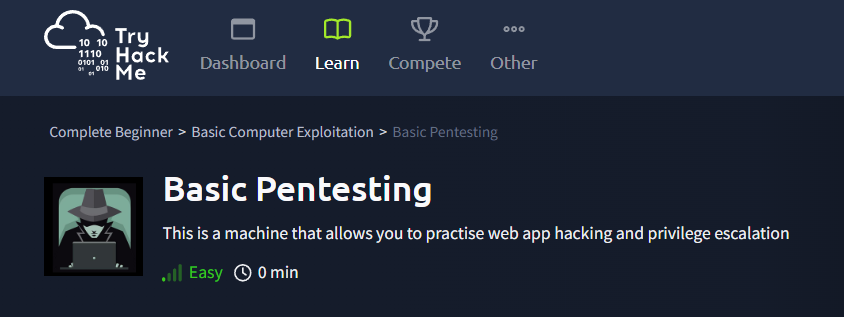 Try
Hack
Me
10 10
1110
0101 01
01 010
01
Dashboard Learn Compete Other
Complete Beginner > Basic Computer Exploitation > Basic Pentesting
Basic Pentesting
This is a machine that allows you to practise web app hacking and privilege escalation
Easy 0 min